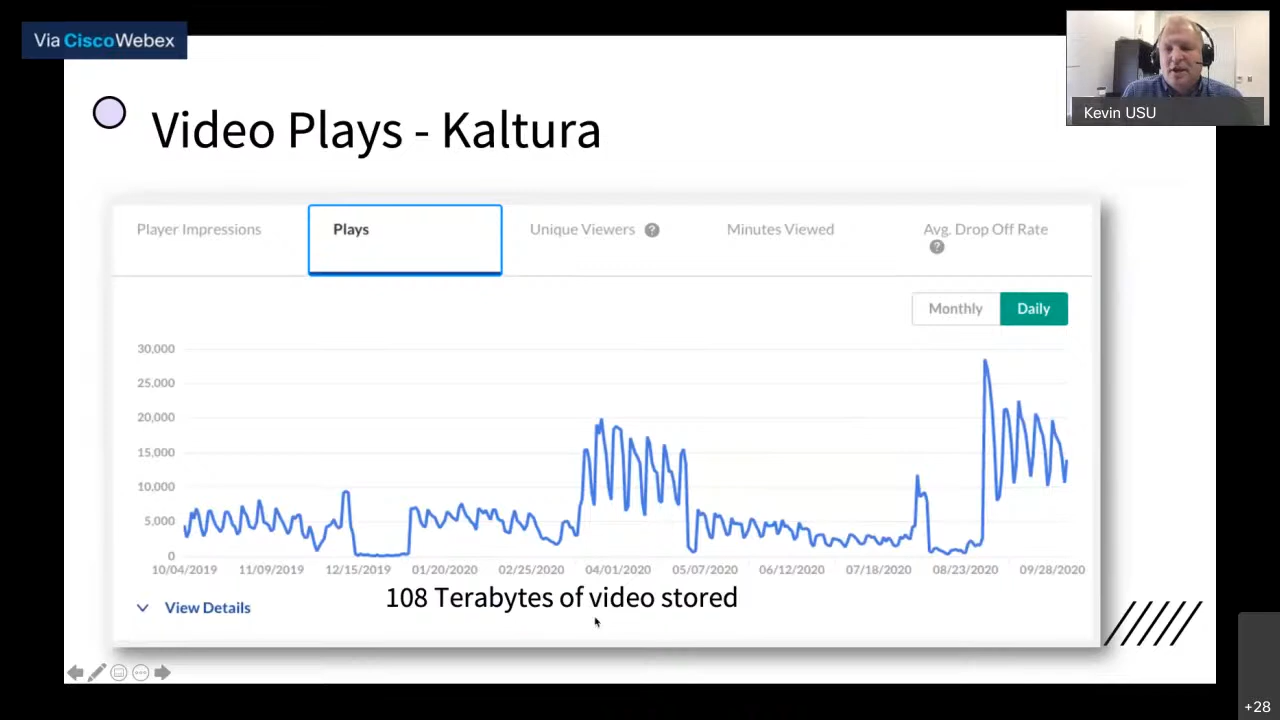 Via CiscoWebex
Kevin USU
Video Plays - Kaltura
Player Impressions
Plays
Unique Viewers ?
Minutes Viewed
Avg. Drop Off Rate
?
Monthly
Daily
30,000
25,000
20,000
15,000
10,000
5,000
0
10/04/2019 11/09/2019 12/15/2019 01/20/2020 02/25/2020 04/01/2020 05/07/2020 06/12/2020 07/18/2020 08/23/2020 09/28/2020
108 Terabytes of video stored
View Details
+28